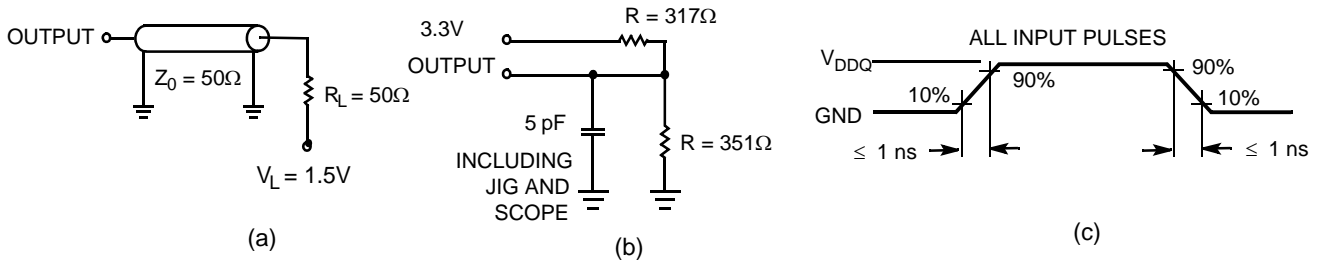 OUTPUT
Z0 = 50Ω
RL = 50Ω
VL = 1.5V
(a)
R = 317Ω
3.3V
OUTPUT
5 pF
INCLUDING
JIG AND
SCOPE
R = 351Ω
(b)
ALL INPUT PULSES
VDDQ
GND
10%
90%
90%
10%
≤ 1 ns
≤ 1 ns
(c)